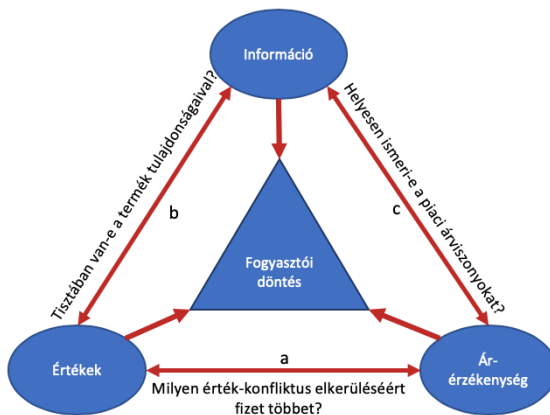 Információ
Tisztában van-e a termék tulajdonságaival?
Helyesen ismeri-e a piaci árviszonyokat?
b
c
Fogyasztói
döntés
Értékek
a
Ár-
érzékenység
Milyen érték-konfliktus elkerüléséért
fizet többet?